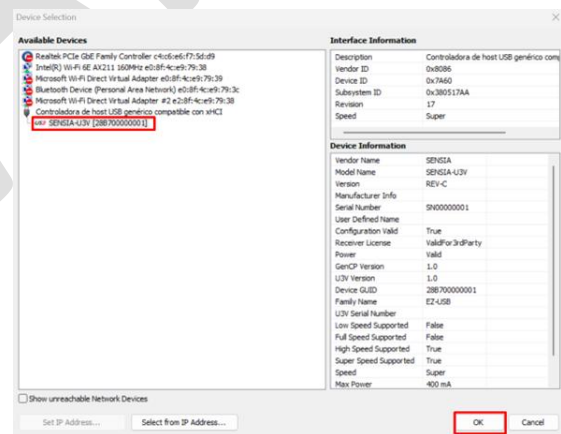 Device Selection
Available Devices
Realtek PCIe GbE Family Controller c4:c6:e6:f7:5d:d9
Intel(R) Wi-Fi 6E AX211 160MHz e0:8f:4c:e9:79:38
Microsoft Wi-Fi Direct Virtual Adapter e0:8f:4c:e9:79:39
Bluetooth Device (Personal Area Network) e0:8f:4c:e9:79:3c
Microsoft Wi-Fi Direct Virtual Adapter #2 e2:8f:4c:e9:79:38
Controladora de host USB genérico compatible con xHCI
SENSIA-U3V [28B700000001]
Show unreachable Network Devices
Set IP Address...
Select from IP Address...
Interface Information
Description Controladora de host USB genérico com
Vendor ID 0x8086
Device ID 0x7A60
Subsystem ID 0x380517AA
Revision 17
Speed Super
Device Information
Vendor Name SENSIA
Model Name SENSIA-U3V
Version REV-C
Manufacturer Info
Serial Number SN00000001
User Defined Name
Configuration Valid True
Receiver License ValidFor3rdParty
Power Valid
GenCP Version 1.0
U3V Version 1.0
Device GUID 28B700000001
Family Name EZ-USB
U3V Serial Number
Low Speed Supported False
Full Speed Supported False
High Speed Supported True
Super Speed Supported True
Speed Super
Max Power 400 mA
OK
Cancel